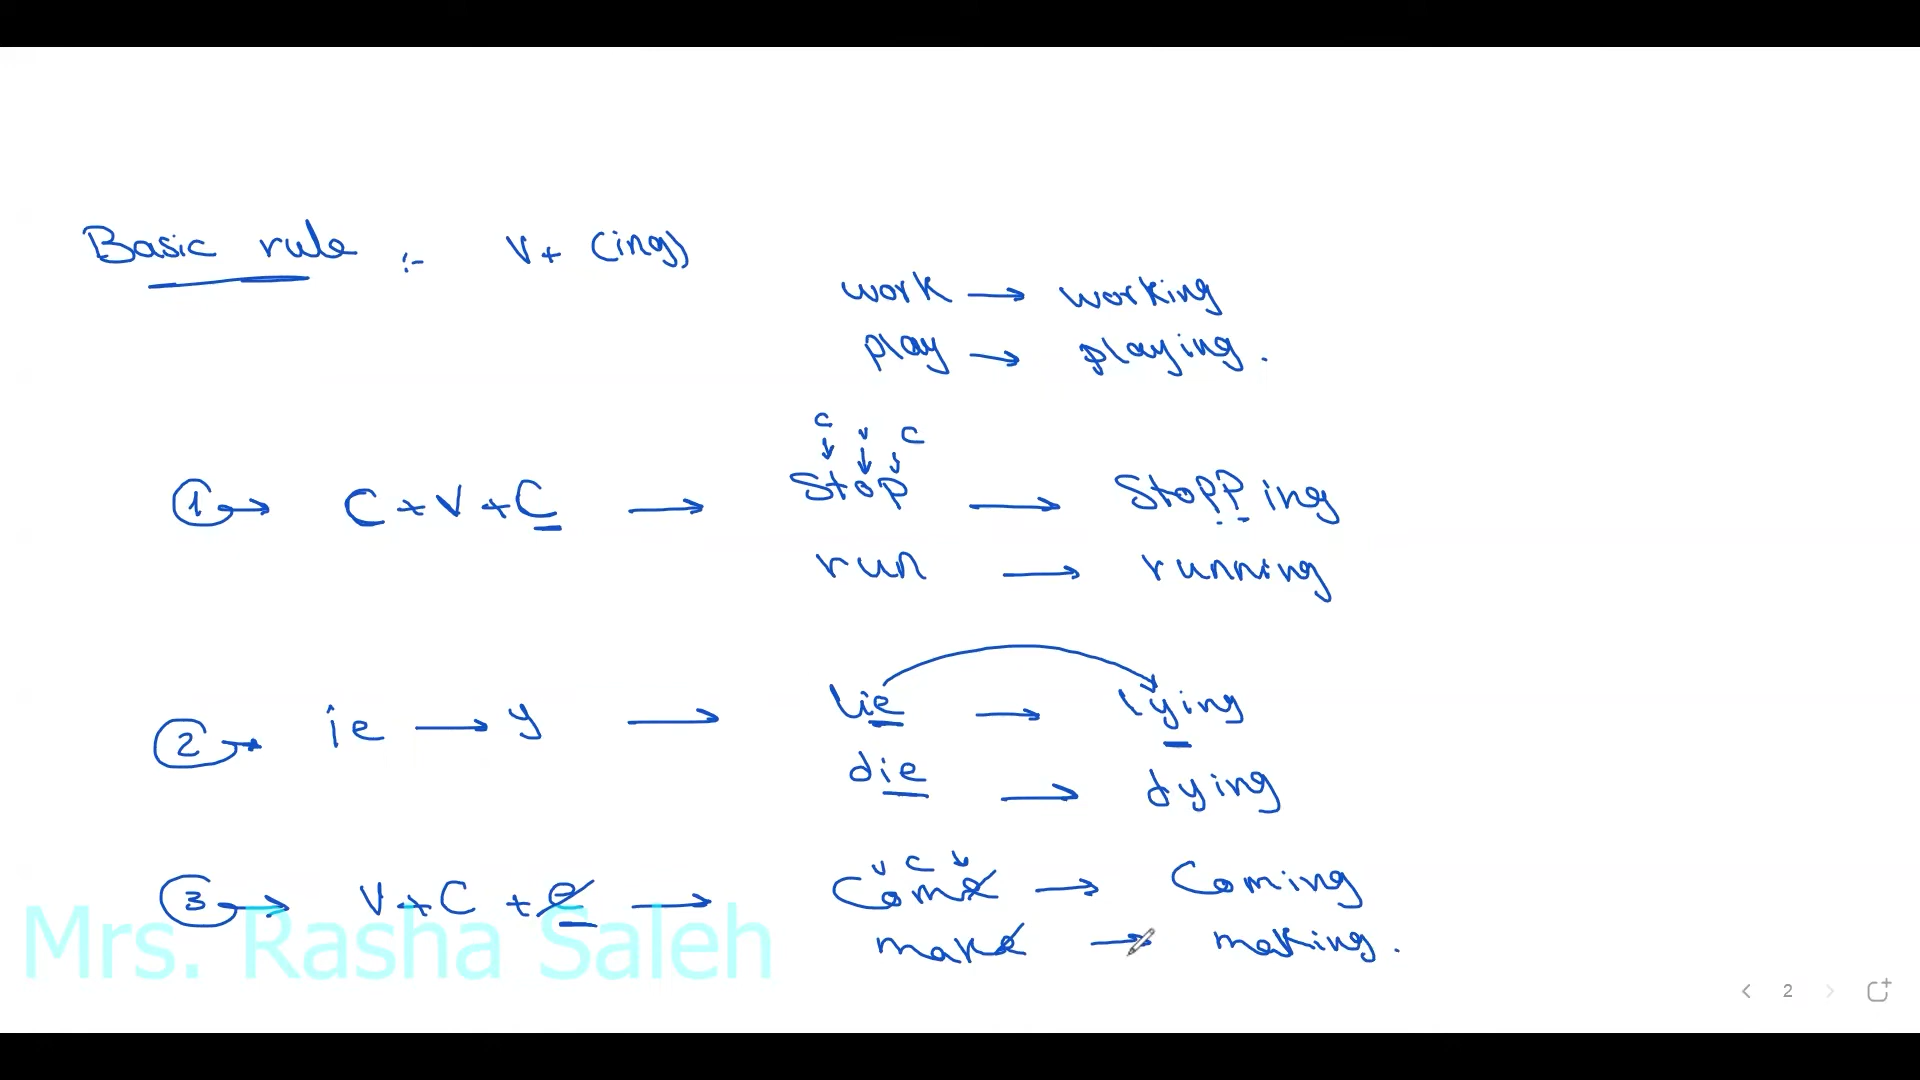 Basic rule :- V + (ing)
work → working
play → playing.
C V C
1 → C + V + C → Stop → Stopping
run → running
2 → ie → y → lie → lying
die → dying
V C
3 → V + C + e → Come → Coming
make → making.
Mrs. Rasha Saleh
2